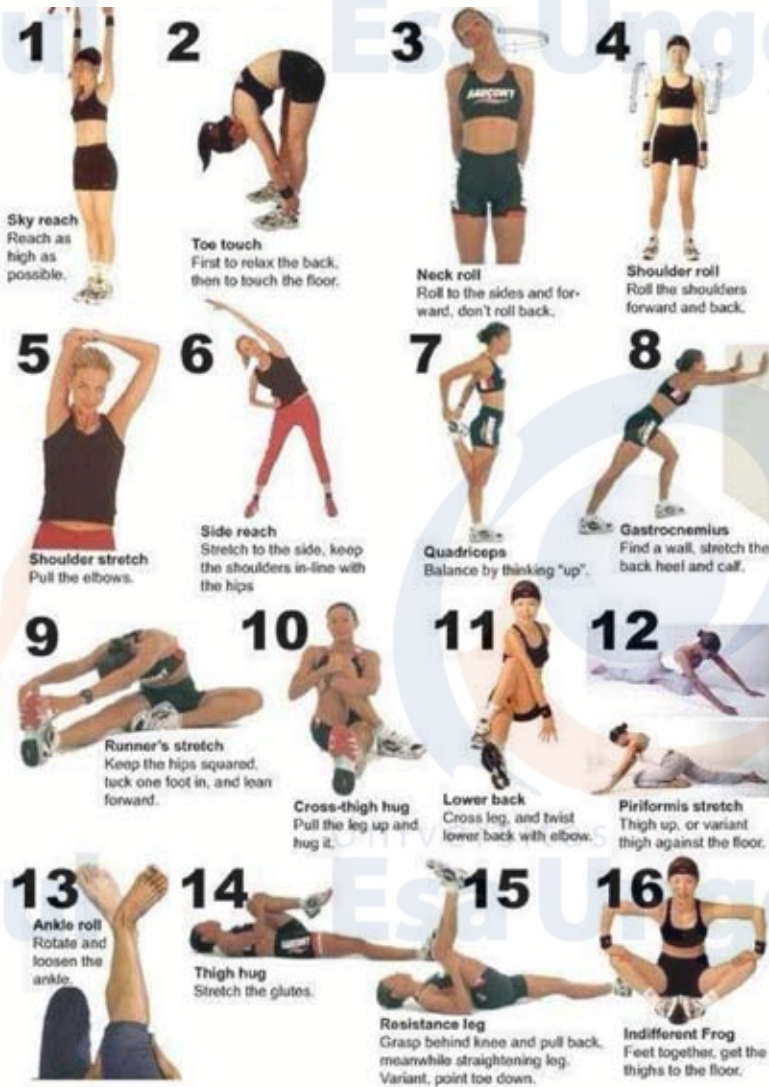 1
Sky reach
Reach as
high as
possible.
2
Toe touch
First to relax the back,
then to touch the floor.
3
SAUCONY
Neck roll
Roll to the sides and for-
ward, don't roll back.
4
Shoulder roll
Roll the shoulders
forward and back.
5
Shoulder stretch
Pull the elbows.
6
Side reach
Stretch to the side, keep
the shoulders in-line with
the hips
7
Quadriceps
Balance by thinking "up".
8
Gastrocnemius
Find a wall, stretch the
back heel and calf.
9
Runner's stretch
Keep the hips squared,
tuck one foot in, and lean
forward.
10
Cross-thigh hug
Pull the leg up and
hug it.
11
Lower back
Cross leg, and twist
lower back with elbow.
12
Piriformis stretch
Thigh up, or variant
thigh against the floor.
13
Ankle roll
Rotate and
loosen the
ankle.
14
Thigh hug
Stretch the glutes.
15
Resistance leg
Grasp behind knee and pull back,
meanwhile straightening leg.
Variant, point toe down.
16
Indifferent Frog
Feet together, get the
thighs to the floor.
Esa Ungg
Esa Ungg